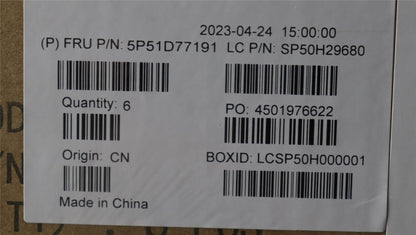 2023-04-24 15:00:00
(P) FRU P/N: 5P51D77191 LC P/N: SP50H29680
Quantity: 6
PO: 4501976622
Origin: CN
BOXID: LCSP50H000001
Made in China